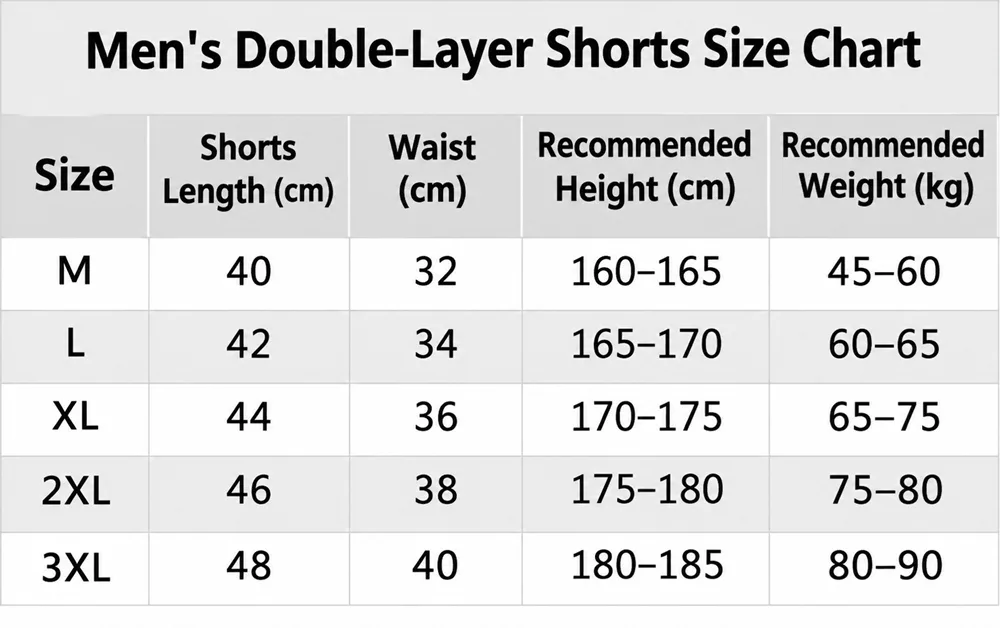 Men's Double-Layer Shorts Size Chart
Size Shorts Length (cm) Waist (cm) Recommended Height (cm) Recommended Weight (kg)
M 40 32 160–165 45–60
L 42 34 165–170 60–65
XL 44 36 170–175 65–75
2XL 46 38 175–180 75–80
3XL 48 40 180–185 80–90